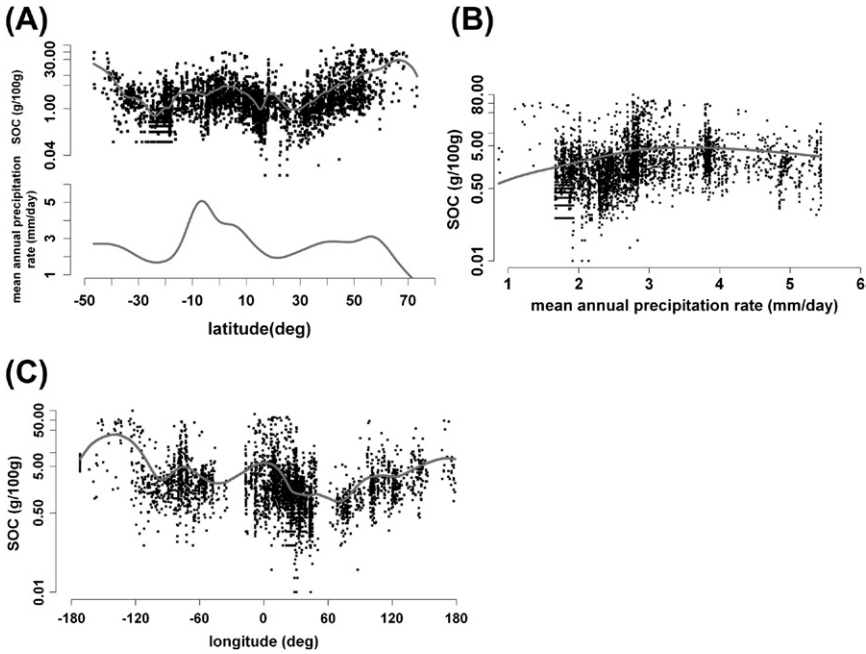 (A)
SOC (g/100g)
30.00
1.00
0.04
mean annual precipitation
rate (mm/day)
5
3
1
-50 -30 -10 10 30 50 70
latitude(deg)
(B)
SOC (g/100g)
80.00
5.00
0.50
0.01
1 2 3 4 5 6
mean annual precipitation rate (mm/day)
(C)
SOC (g/100g)
50.00
5.00
0.50
0.01
-180 -120 -60 0 60 120 180
longitude (deg)